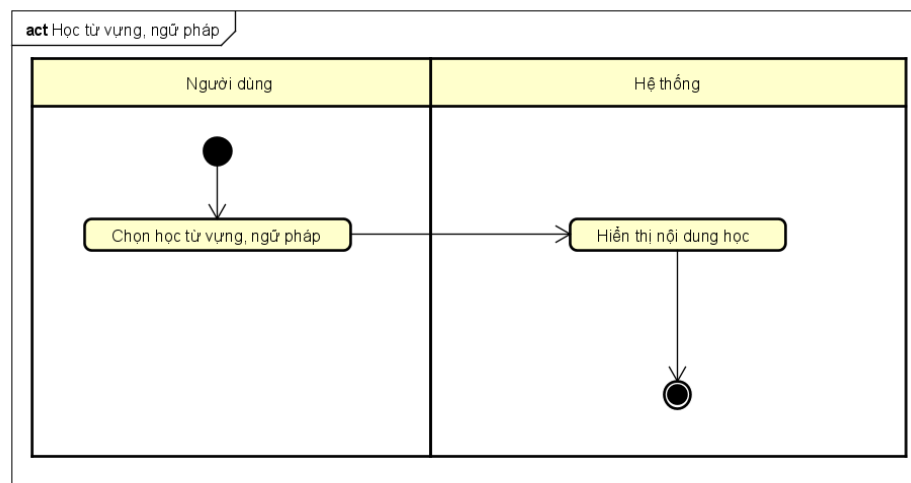 act Học từ vựng, ngữ pháp
Người dùng
Hệ thống
Chọn học từ vựng, ngữ pháp
Hiển thị nội dung học